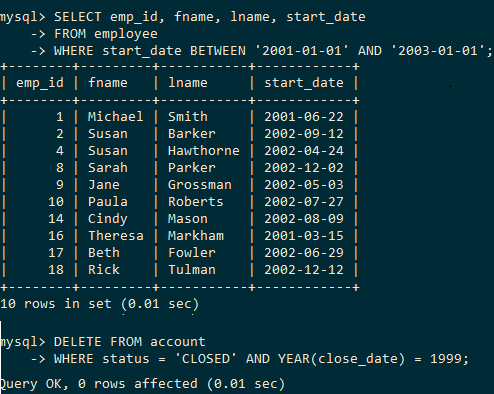 mysql> SELECT emp_id, fname, lname, start_date
    -> FROM employee
    -> WHERE start_date BETWEEN '2001-01-01' AND '2003-01-01';
+--------+---------+-----------+------------+
| emp_id | fname   | lname     | start_date |
+--------+---------+-----------+------------+
|      1 | Michael | Smith     | 2001-06-22 |
|      2 | Susan   | Barker    | 2002-09-12 |
|      4 | Susan   | Hawthorne | 2002-04-24 |
|      8 | Sarah   | Parker    | 2002-12-02 |
|      9 | Jane    | Grossman  | 2002-05-03 |
|     10 | Paula   | Roberts   | 2002-07-27 |
|     14 | Cindy   | Mason     | 2002-08-09 |
|     16 | Theresa | Markham   | 2001-03-15 |
|     17 | Beth    | Fowler    | 2002-06-29 |
|     18 | Rick    | Tulman    | 2002-12-12 |
+--------+---------+-----------+------------+
10 rows in set (0.01 sec)
mysql> DELETE FROM account
    -> WHERE status = 'CLOSED' AND YEAR(close_date) = 1999;
Query OK, 0 rows affected (0.01 sec)